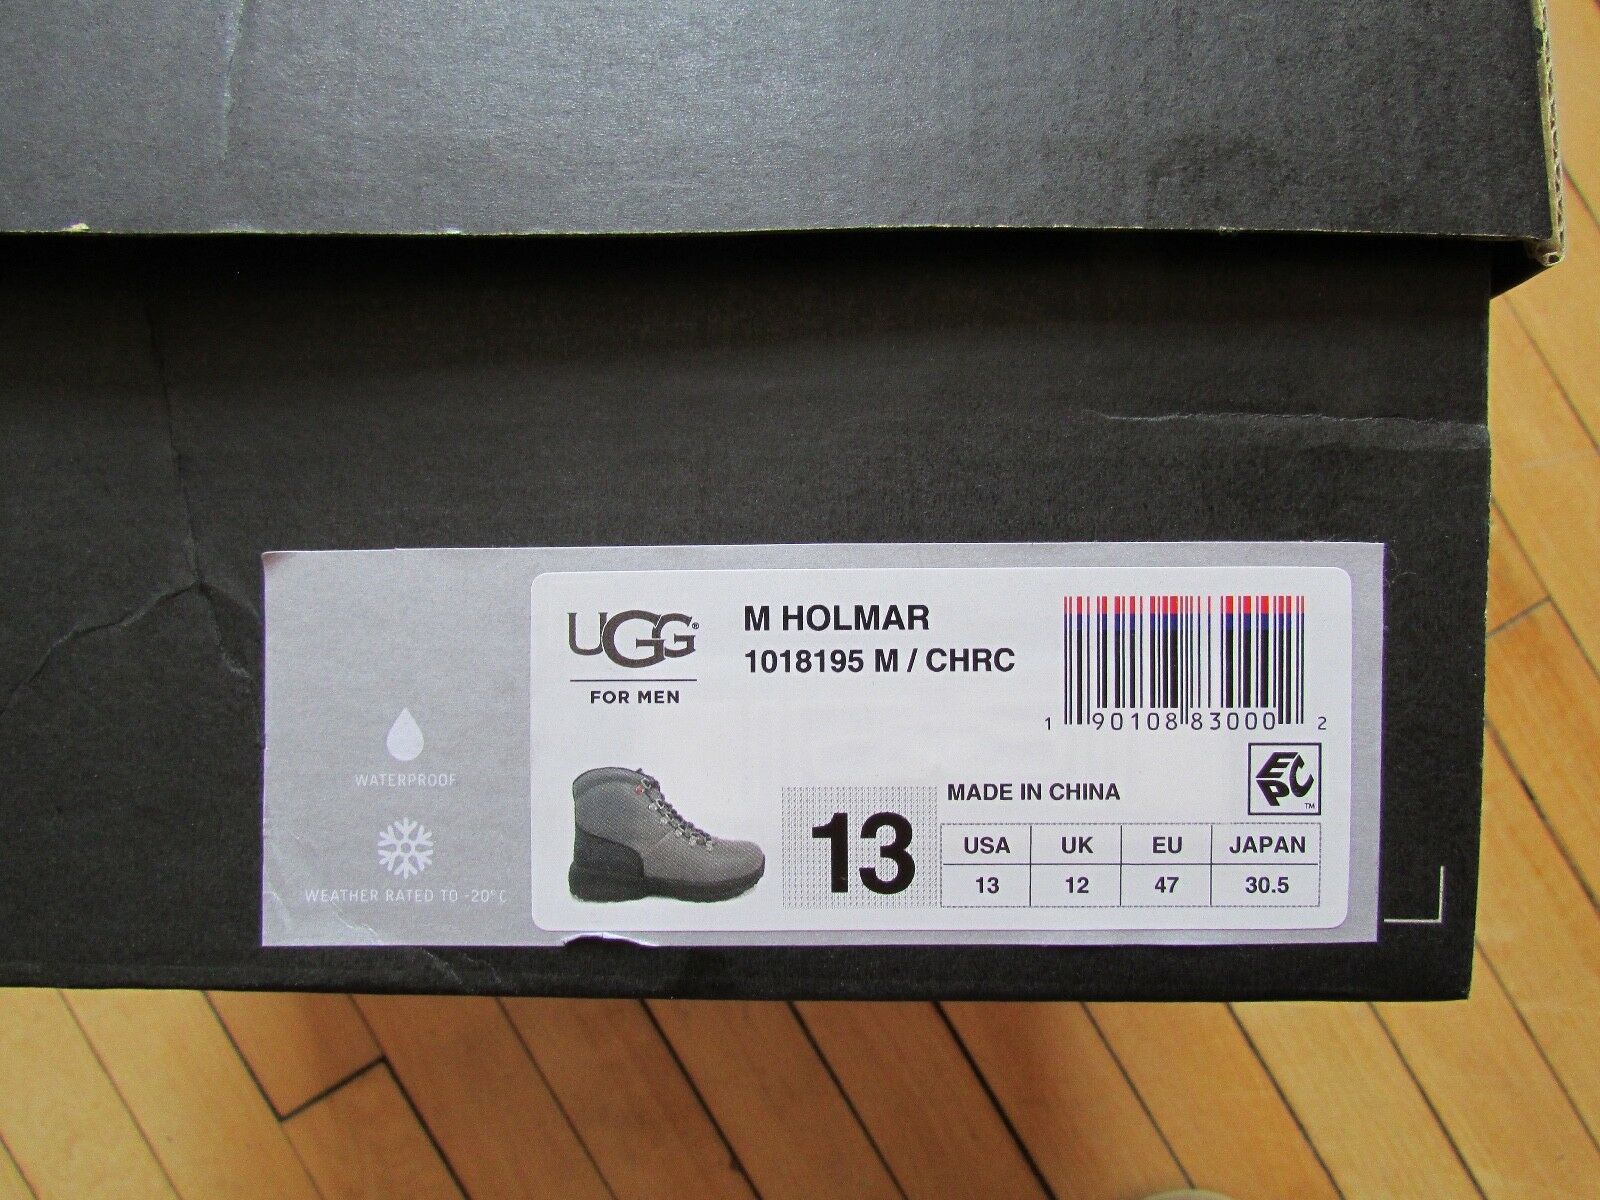 WATERPROOF
WEATHER RATED TO -20°C
UGG®
FOR MEN
M HOLMAR
1018195 M / CHRC
1 90108 83000 2
EPC™
13
MADE IN CHINA
USA UK EU JAPAN
13 12 47 30.5